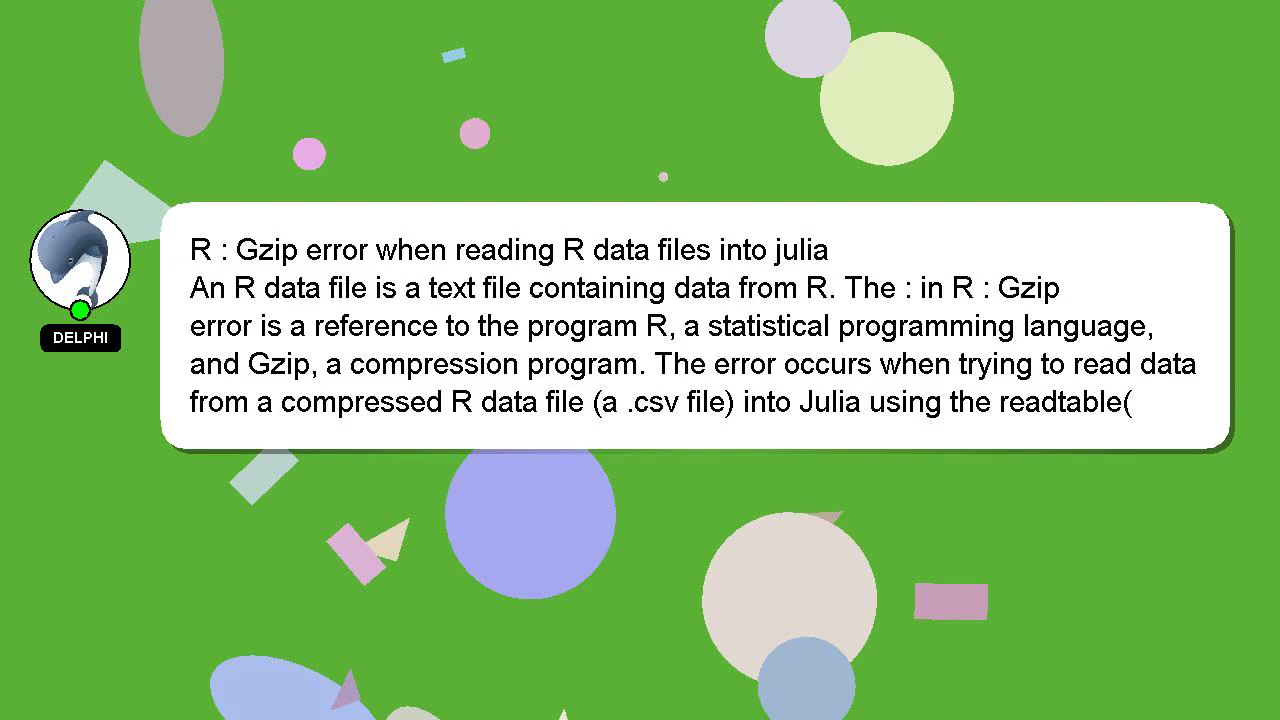 R : Gzip error when reading R data files into julia
An R data file is a text file containing data from R. The : in R : Gzip
error is a reference to the program R, a statistical programming language,
and Gzip, a compression program. The error occurs when trying to read data
from a compressed R data file (a .csv file) into Julia using the readtable(
DELPHI